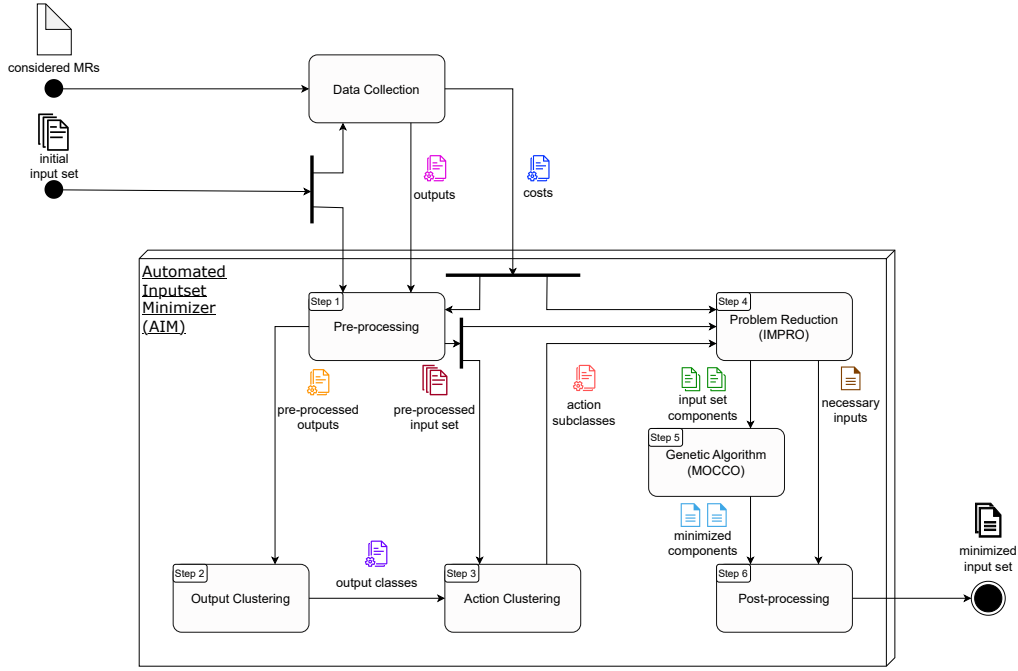 considered MRs
Data Collection
initial
input set
outputs
costs
Automated
Inputset
Minimizer
(AIM)
Step 1
Pre-processing
Step 4
Problem Reduction
(IMPRO)
pre-processed
outputs
pre-processed
input set
action
subclasses
input set
components
necessary
inputs
Step 5
Genetic Algorithm
(MOCCO)
minimized
components
minimized
input set
output classes
Step 2
Output Clustering
Step 3
Action Clustering
Step 6
Post-processing